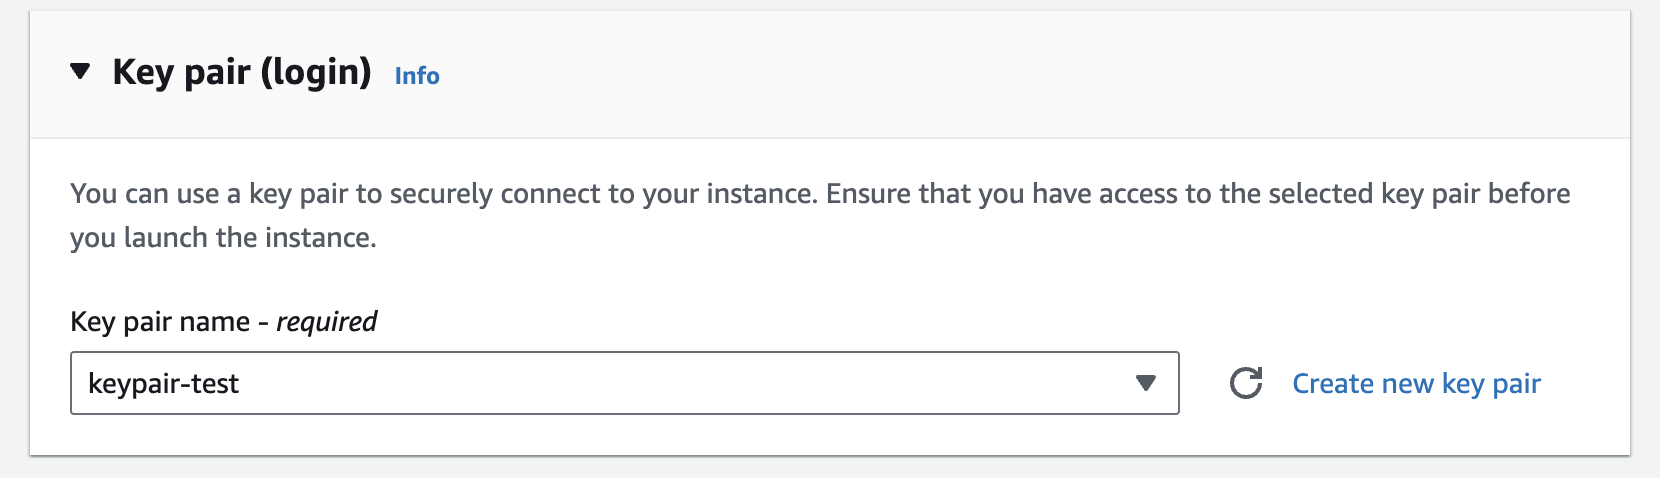 Key pair (login) Info
You can use a key pair to securely connect to your instance. Ensure that you have access to the selected key pair before
you launch the instance.
Key pair name - required
keypair-test
Create new key pair